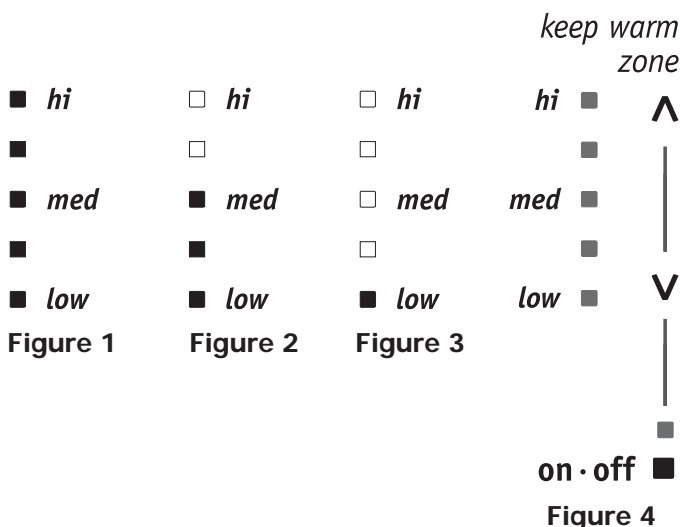 keep warm
zone
hi hi hi hi
med med med med
low low low low
Figure 1 Figure 2 Figure 3
on · off
Figure 4